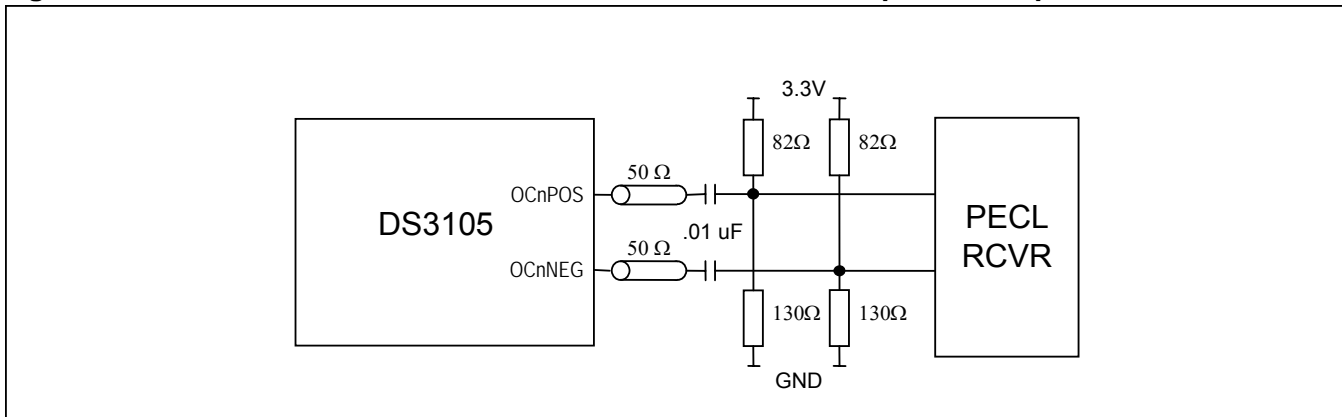 3.3V
82Ω
82Ω
50 Ω
OCnPOS
DS3105
.01 uF
PECL
RCVR
50 Ω
OCnNEG
130Ω
130Ω
GND